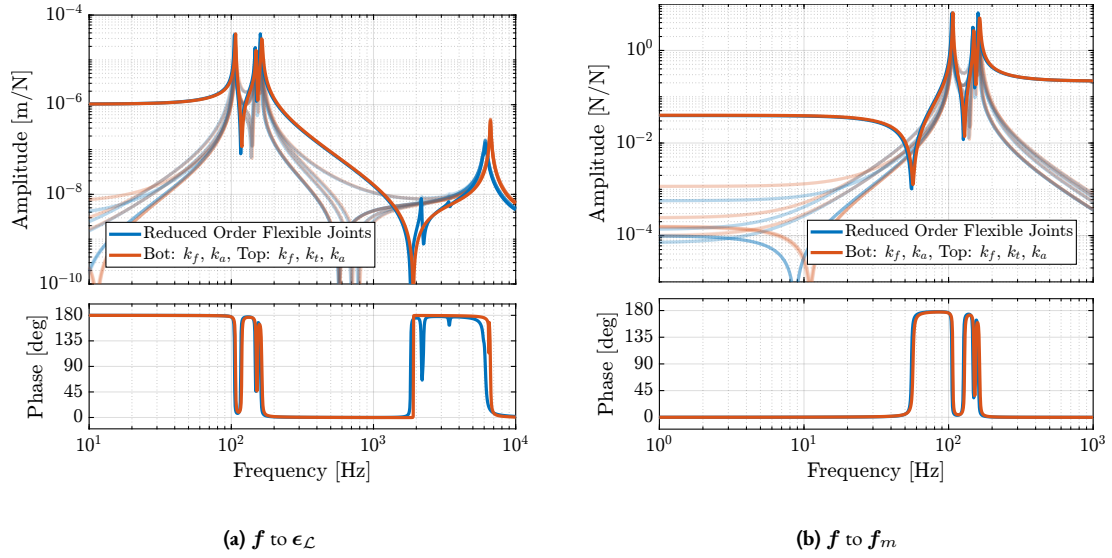 10^{-4}
10^{-6}
10^{-8}
10^{-10}
Amplitude [m/N]
Reduced Order Flexible Joints
Bot: k_f, k_a, Top: k_f, k_t, k_a
180
135
90
45
0
Phase [deg]
10^1
10^2
10^3
10^4
Frequency [Hz]
(a) f to ϵ_ℒ
10^0
10^{-2}
10^{-4}
Amplitude [N/N]
Reduced Order Flexible Joints
Bot: k_f, k_a, Top: k_f, k_t, k_a
180
135
90
45
0
Phase [deg]
10^0
10^1
10^2
10^3
Frequency [Hz]
(b) f to f_m